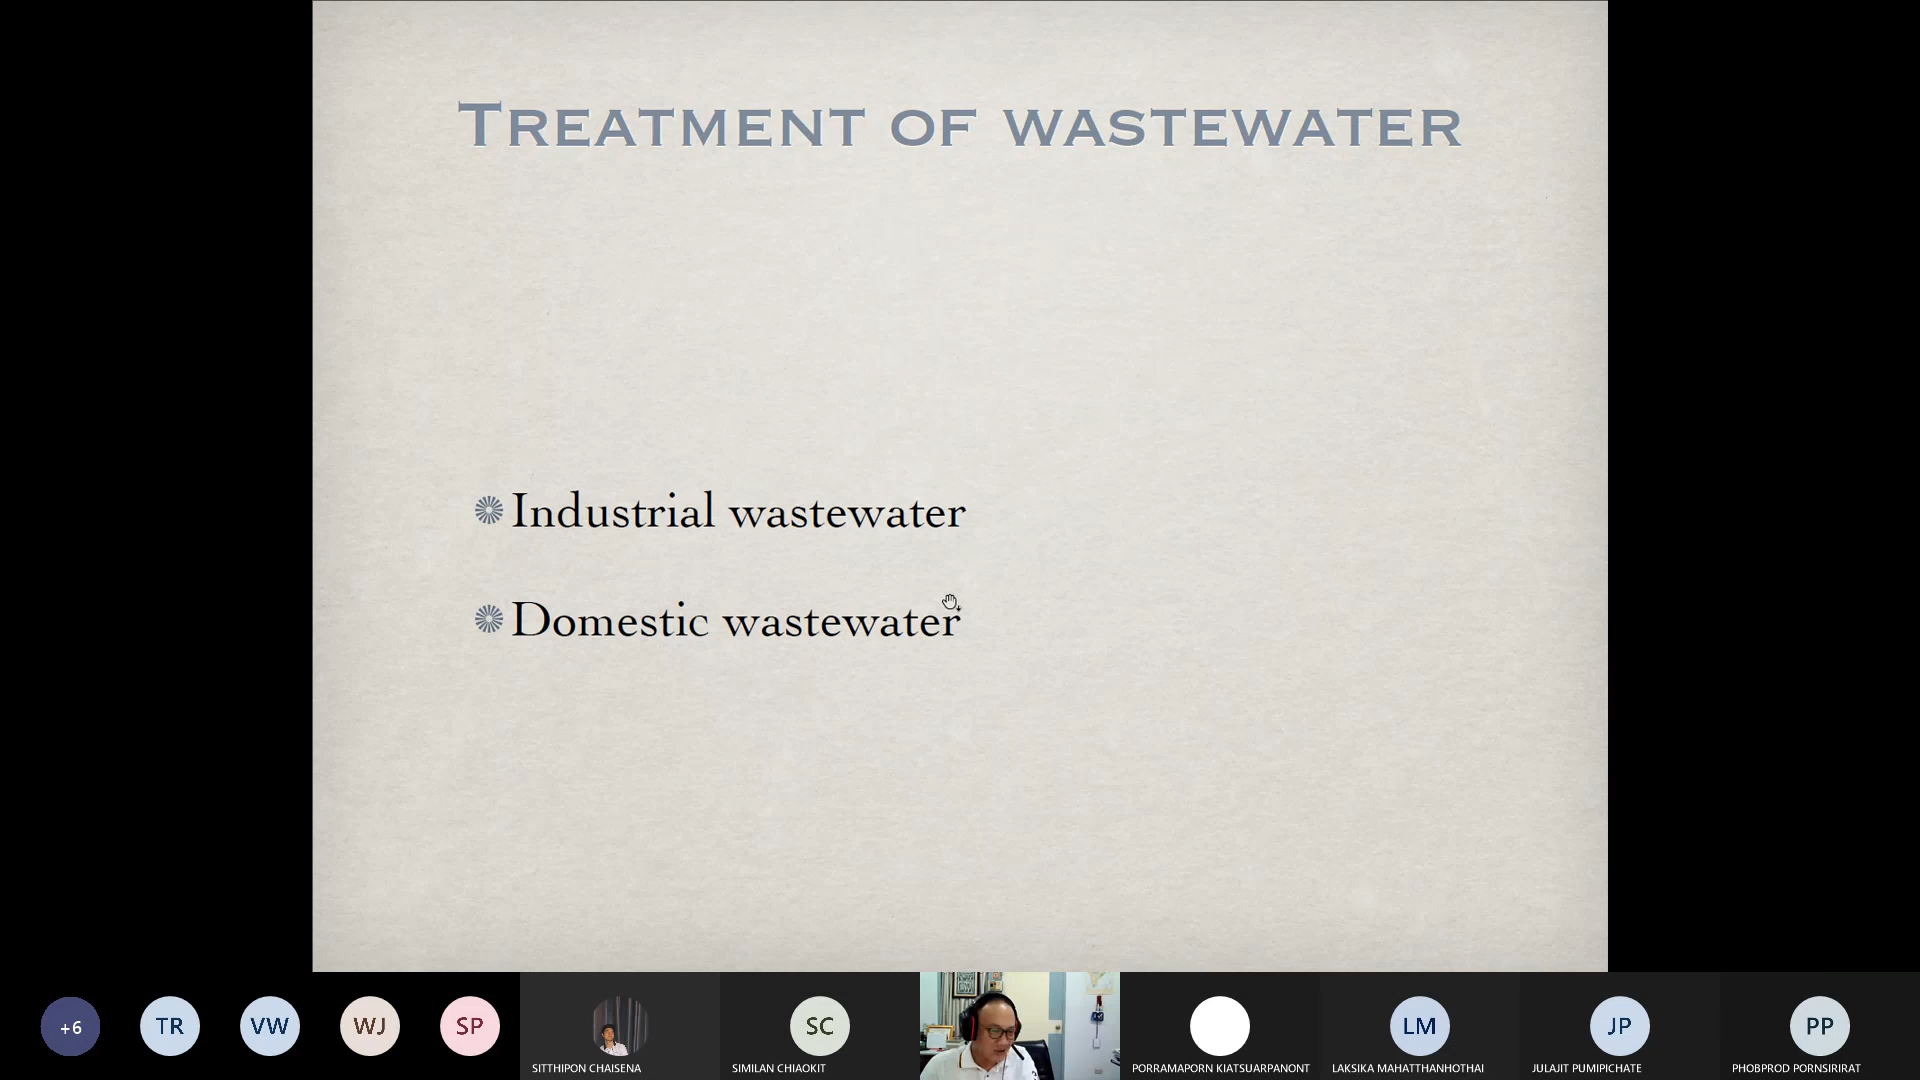 TREATMENT OF WASTEWATER
Industrial wastewater
Domestic wastewater
+6
TR
VW
WJ
SP
SITTHIPON CHAISENA
SC
SIMILAN CHIAOKIT
PORRAMAPORN KIATSUARPANONT
LM
LAKSIKA MAHATTHANHOTHAI
JP
JULAJIT PUMIPICHATE
PP
PHOBPROD PORNSIRIRAT